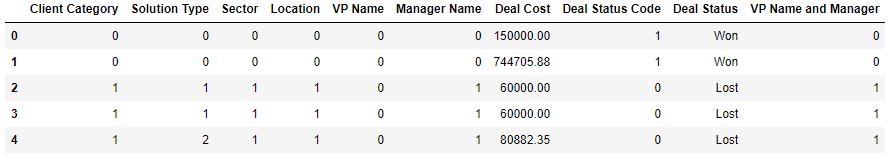 Client Category Solution Type Sector Location VP Name Manager Name Deal Cost Deal Status Code Deal Status VP Name and Manager
0 0 0 0 0 0 0 150000.00 1 Won 0
1 0 0 0 0 0 0 744705.88 1 Won 0
2 1 1 1 1 0 1 60000.00 0 Lost 1
3 1 1 1 1 0 1 60000.00 0 Lost 1
4 1 2 1 1 0 1 80882.35 0 Lost 1